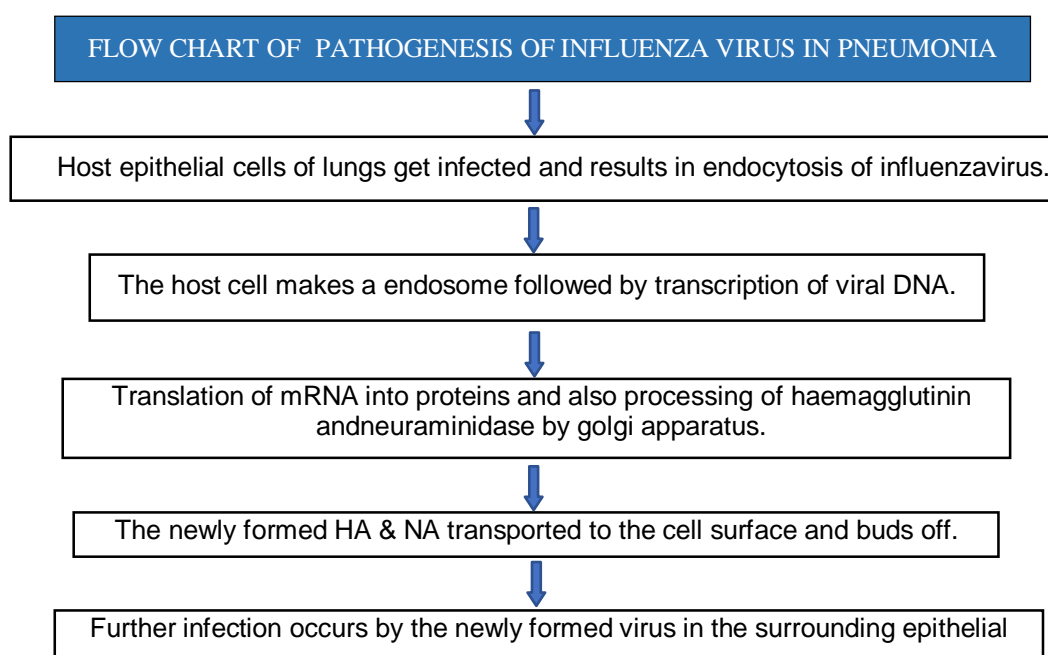 FLOW CHART OF PATHOGENESIS OF INFLUENZA VIRUS IN PNEUMONIA
Host epithelial cells of lungs get infected and results in endocytosis of influenzavirus.
The host cell makes a endosome followed by transcription of viral DNA.
Translation of mRNA into proteins and also processing of haemagglutinin
andneuraminidase by golgi apparatus.
The newly formed HA & NA transported to the cell surface and buds off.
Further infection occurs by the newly formed virus in the surrounding epithelial